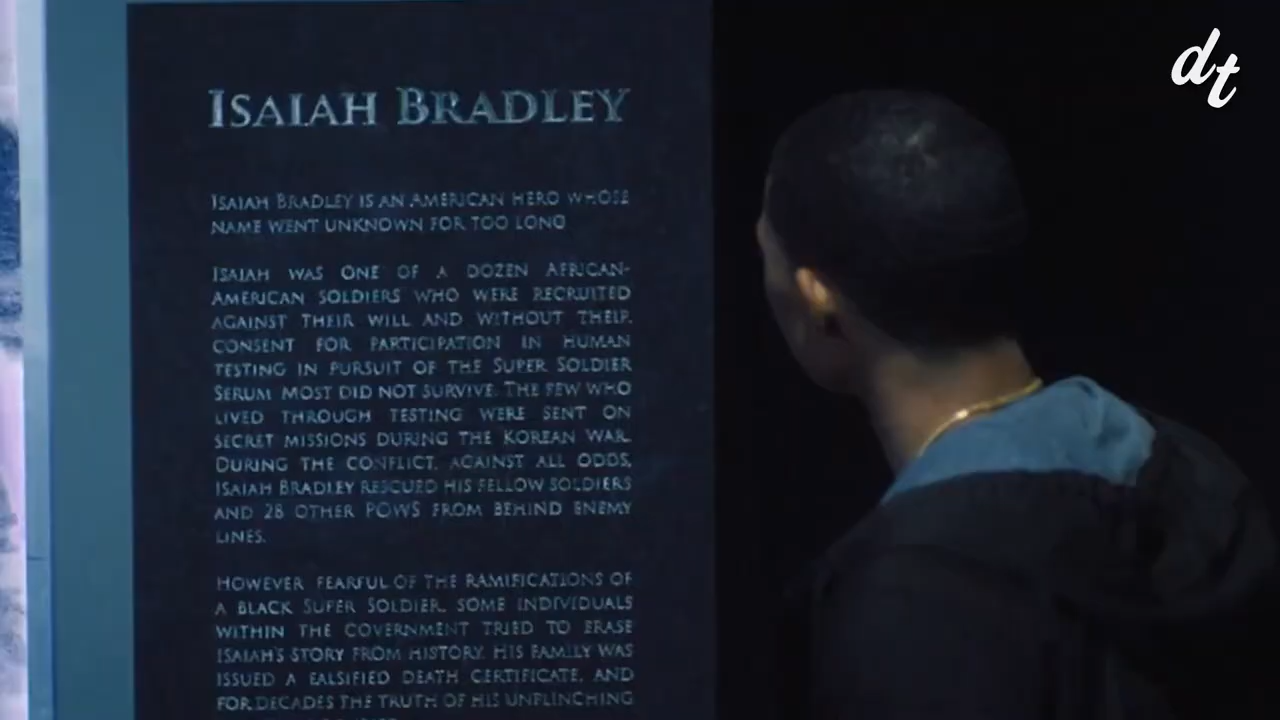 dt
ISAIAH BRADLEY
ISAIAH BRADLEY IS AN AMERICAN HERO WHOSE
NAME WENT UNKNOWN FOR TOO LONG
ISAIAH WAS ONE OF A DOZEN AFRICAN-
AMERICAN SOLDIERS WHO WERE RECRUITED
AGAINST THEIR WILL AND WITHOUT THEIR
CONSENT FOR PARTICIPATION IN HUMAN
TESTING IN PURSUIT OF THE SUPER SOLDIER
SERUM. MOST DID NOT SURVIVE. THE FEW WHO
LIVED THROUGH TESTING WERE SENT ON
SECRET MISSIONS DURING THE KOREAN WAR.
DURING THE CONFLICT, AGAINST ALL ODDS,
ISAIAH BRADLEY RESCUED HIS FELLOW SOLDIERS
AND 28 OTHER POWS FROM BEHIND ENEMY
LINES.
HOWEVER FEARFUL OF THE RAMIFICATIONS OF
A BLACK SUPER SOLDIER, SOME INDIVIDUALS
WITHIN THE GOVERNMENT TRIED TO ERASE
ISAIAH'S STORY FROM HISTORY. HIS FAMILY WAS
ISSUED A FALSIFIED DEATH CERTIFICATE, AND
FOR DECADES THE TRUTH OF HIS UNFLINCHING